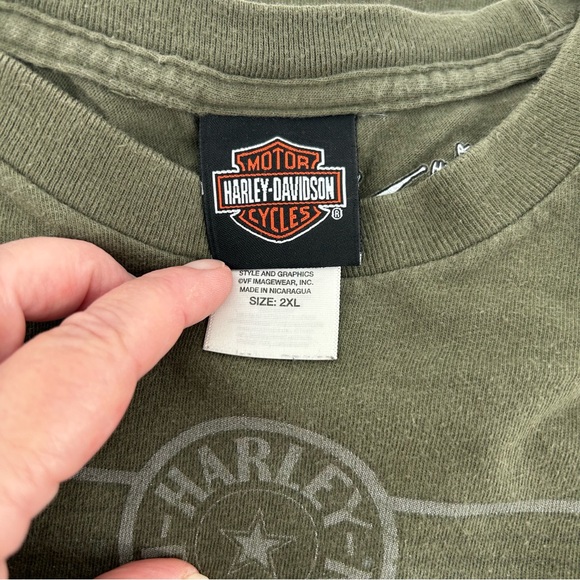 MOTOR
HARLEY-DAVIDSON
CYCLES
®
STYLE AND GRAPHICS
©VF IMAGEWEAR, INC.
MADE IN NICARAGUA
SIZE: 2XL
HARLEY